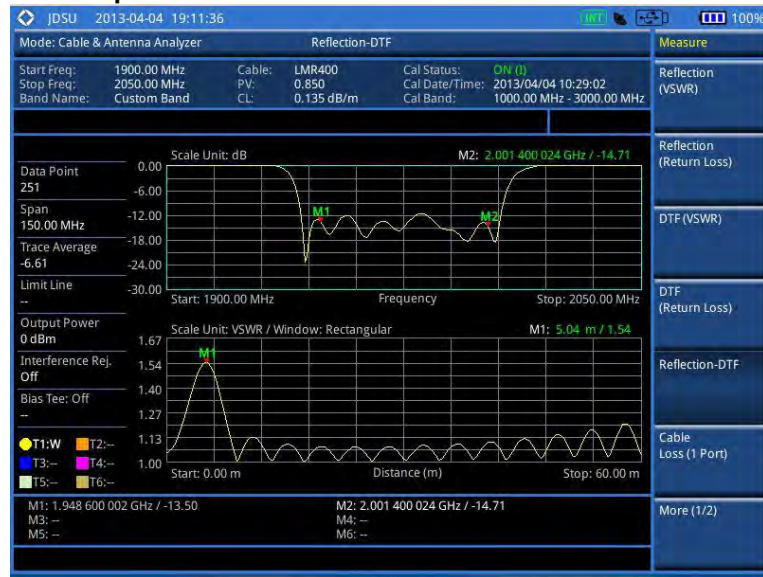 JDSU 2013-04-04 19:11:36 INT 100%
Mode: Cable & Antenna Analyzer Reflection-DTF Measure
Start Freq: 1900.00 MHz Cable: LMR400 Cal Status: ON (I)
Stop Freq: 2050.00 MHz PV: 0.850 Cal Date/Time: 2013/04/04 10:29:02
Band Name: Custom Band CL: 0.135 dB/m Cal Band: 1000.00 MHz - 3000.00 MHz
Reflection
(VSWR)
Reflection
(Return Loss)
DTF (VSWR)
DTF
(Return Loss)
Reflection-DTF
Cable
Loss (1 Port)
More (1/2)
Data Point
251
Span
150.00 MHz
Trace Average
-6.61
Limit Line
--
Output Power
0 dBm
Interference Rej.
Off
Bias Tee: Off
--
T1:W T2:--
T3:-- T4:--
T5:-- T6:--
Scale Unit: dB M2: 2.001 400 024 GHz / -14.71
0.00
-6.00
-12.00
-18.00
-24.00
-30.00
M1
M2
Start: 1900.00 MHz Frequency Stop: 2050.00 MHz
Scale Unit: VSWR / Window: Rectangular M1: 5.04 m / 1.54
1.67
1.54
1.40
1.27
1.13
1.00
M1
Start: 0.00 m Distance (m) Stop: 60.00 m
M1: 1.948 600 002 GHz / -13.50 M2: 2.001 400 024 GHz / -14.71
M3: -- M4: --
M5: -- M6: --